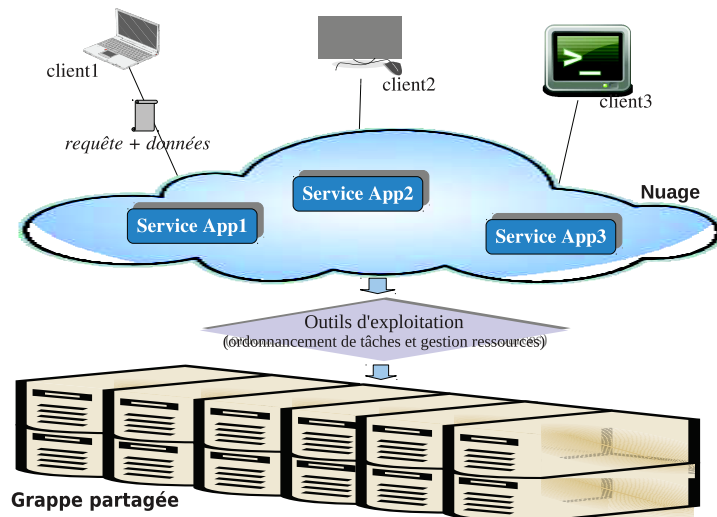 client1
client2
client3
requête + données
Nuage
Service App1
Service App2
Service App3
Outils d'exploitation
(ordonnancement de tâches et gestion ressources)
Grappe partagée